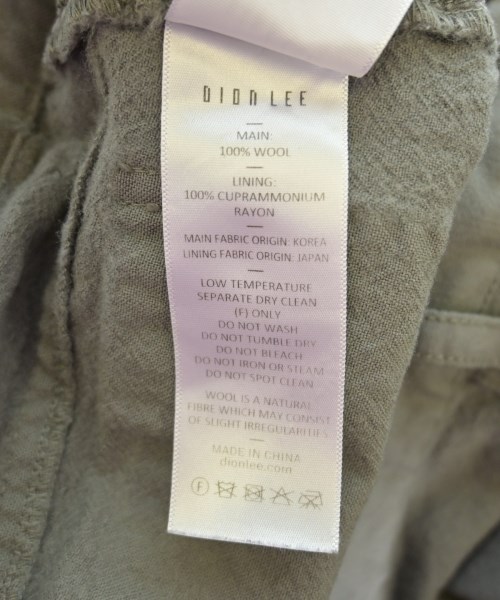 DION LEE
—
MAIN:
100% WOOL
—
LINING:
100% CUPRAMMONIUM
RAYON
—
MAIN FABRIC ORIGIN: KOREA
LINING FABRIC ORIGIN: JAPAN
—
LOW TEMPERATURE
SEPARATE DRY CLEAN
(F) ONLY
DO NOT WASH
DO NOT TUMBLE DRY
DO NOT BLEACH
DO NOT IRON OR STEAM
DO NOT SPOT CLEAN
WOOL IS A NATURAL
FIBRE WHICH MAY CONSIST
OF SLIGHT IRREGULARITIES
—
MADE IN CHINA
dionlee.com
F